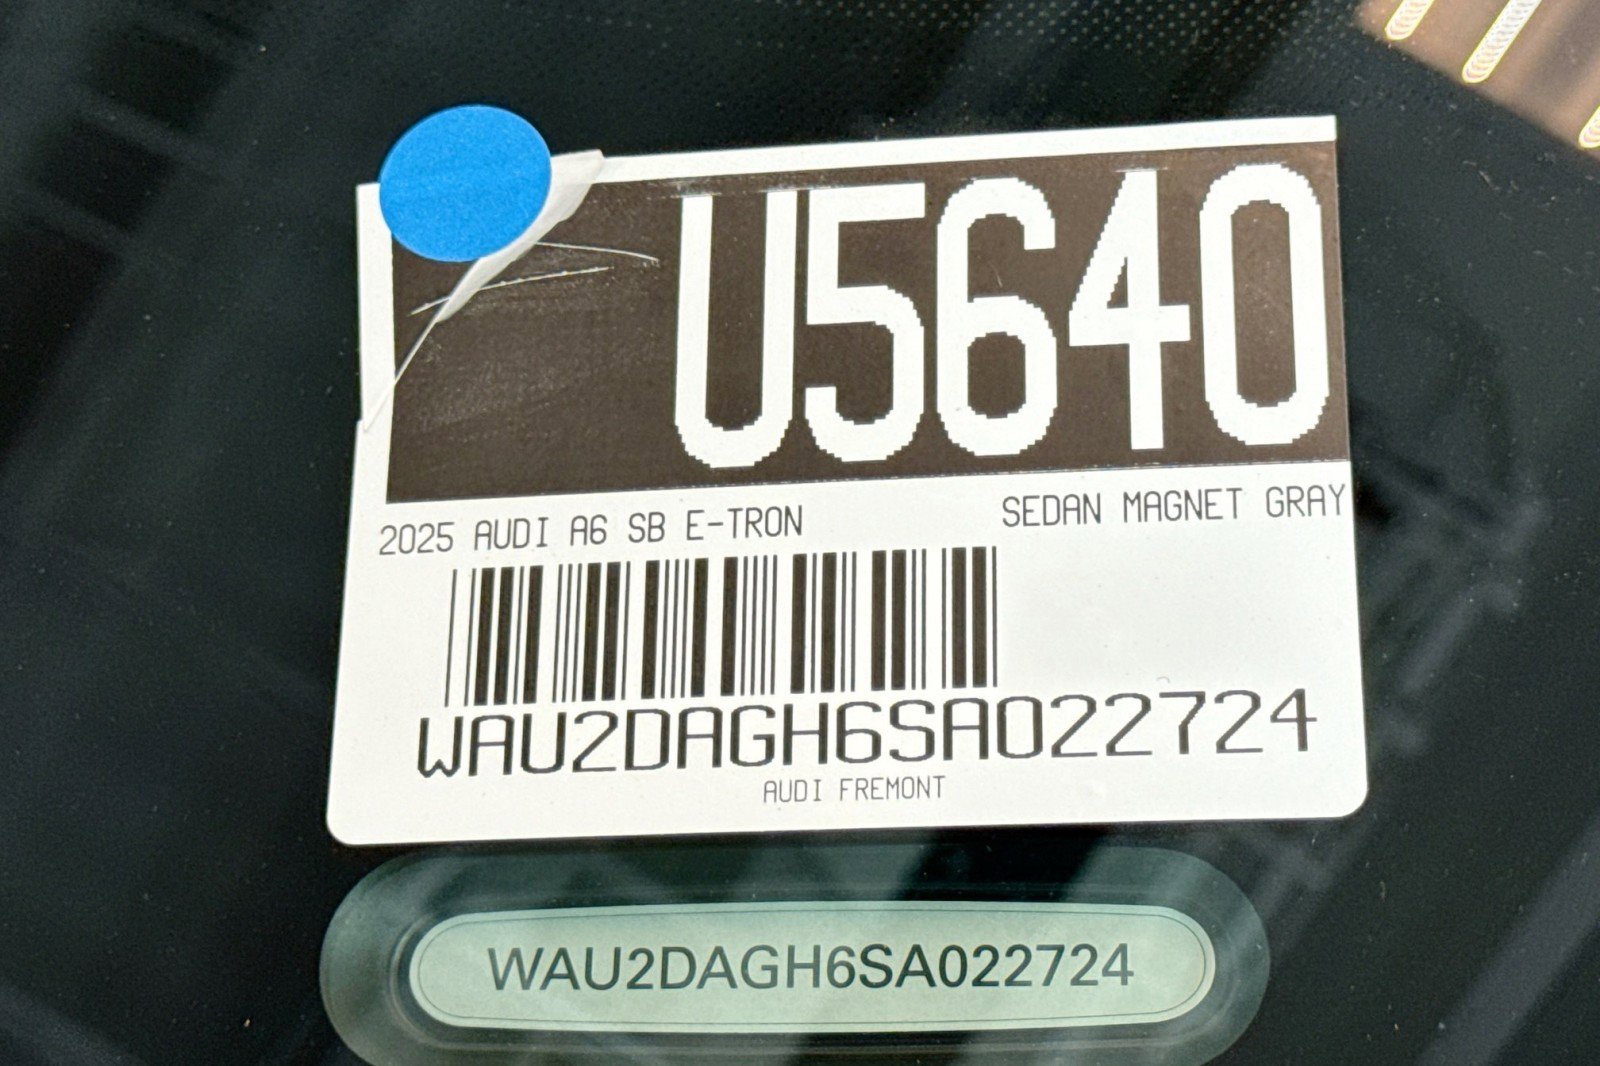 U5640
2025 AUDI A6 SB E-TRON SEDAN MAGNET GRAY
WAU2DAGH6SA022724
AUDI FREMONT
WAU2DAGH6SA022724